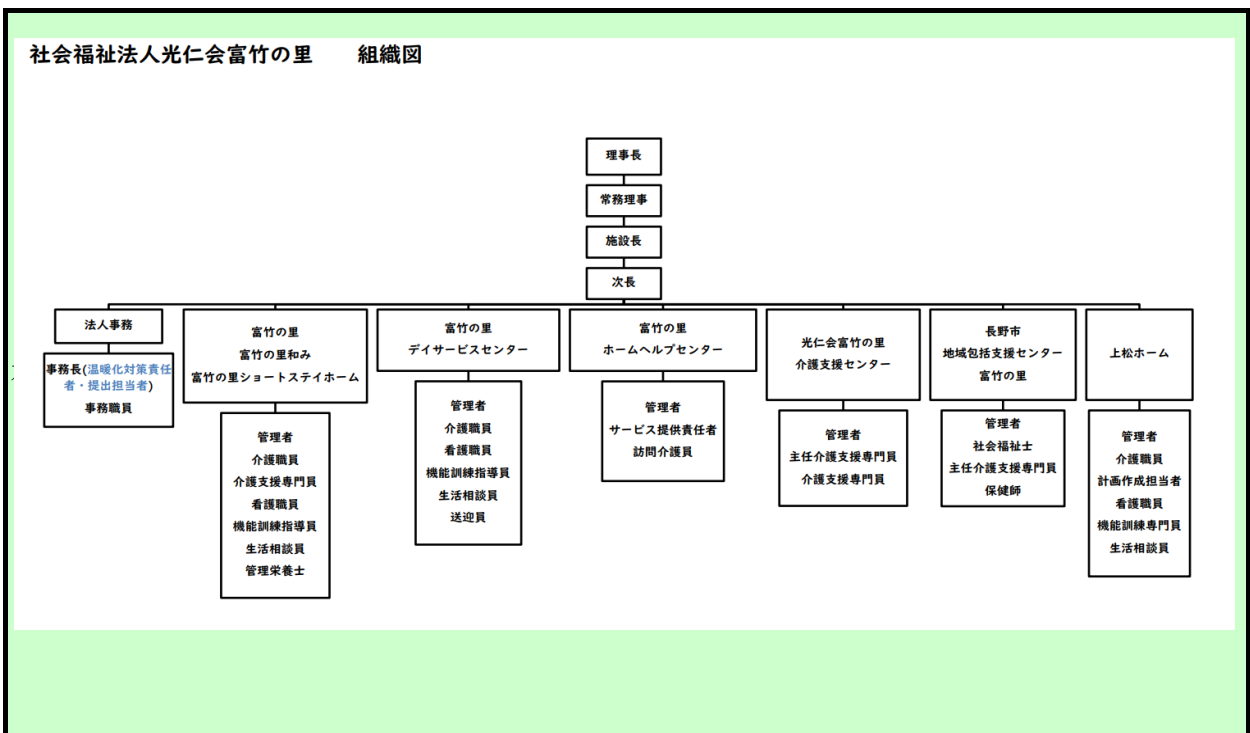 社会福祉法人光仁会富竹の里　　組織図
理事長
常務理事
施設長
次長
法人事務
事務長(温暖化対策責任
者・提出担当者)
事務職員
富竹の里
富竹の里和み
富竹の里ショートステイホーム
管理者
介護職員
介護支援専門員
看護職員
機能訓練指導員
生活相談員
管理栄養士
富竹の里
デイサービスセンター
管理者
介護職員
看護職員
機能訓練指導員
生活相談員
送迎員
富竹の里
ホームヘルプセンター
管理者
サービス提供責任者
訪問介護員
光仁会富竹の里
介護支援センター
管理者
主任介護支援専門員
介護支援専門員
長野市
地域包括支援センター
富竹の里
管理者
社会福祉士
主任介護支援専門員
保健師
上松ホーム
管理者
介護職員
計画作成担当者
看護職員
機能訓練専門員
生活相談員